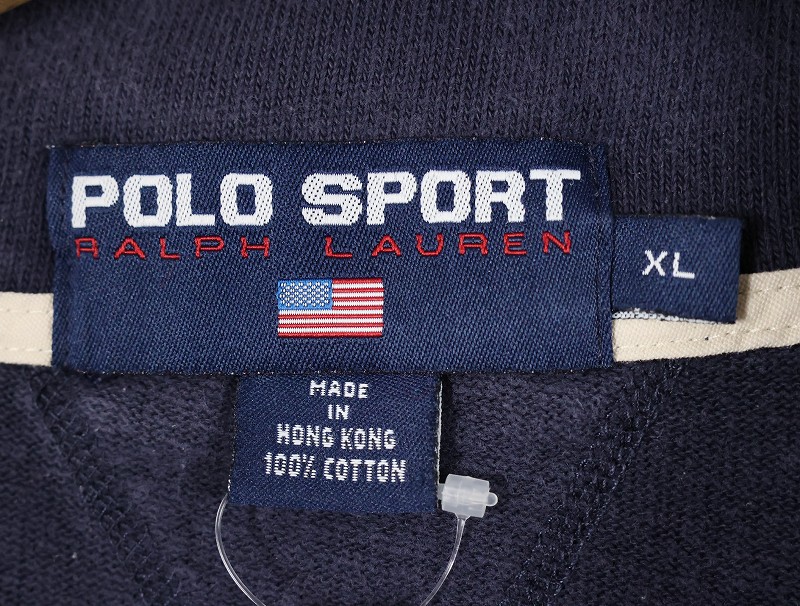 POLO SPORT
RALPH LAUREN
XL
MADE
IN
HONG KONG
100% COTTON